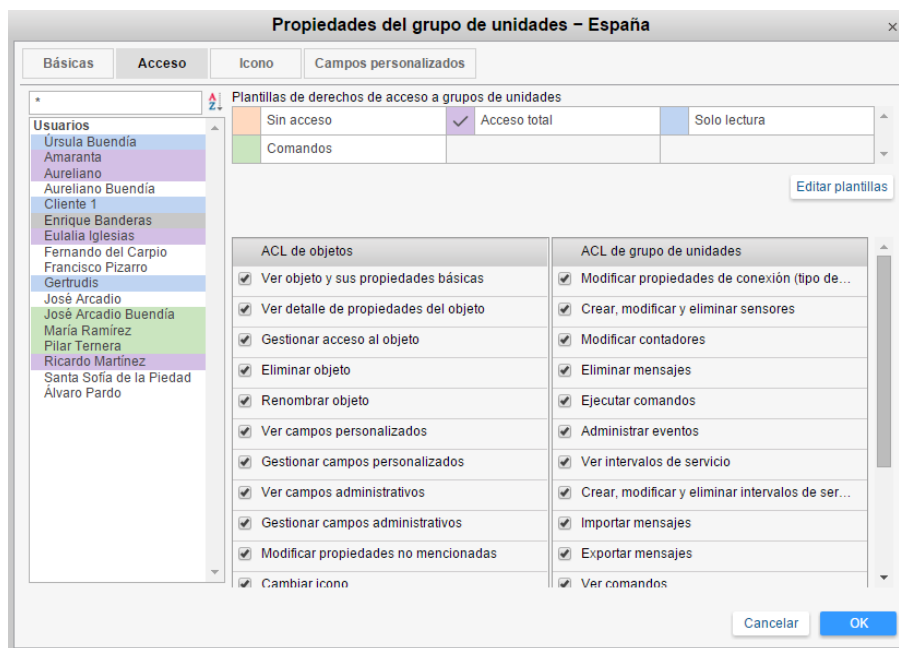 Propiedades del grupo de unidades – España
×
Básicas
Acceso
Icono
Campos personalizados
*
Usuarios
Úrsula Buendía
Amaranta
Aureliano
Aureliano Buendía
Cliente 1
Enrique Banderas
Eulalia Iglesias
Fernando del Carpio
Francisco Pizarro
Gertrudis
José Arcadio
José Arcadio Buendía
María Ramírez
Pilar Ternera
Ricardo Martínez
Santa Sofía de la Piedad
Álvaro Pardo
Plantillas de derechos de acceso a grupos de unidades
Sin acceso
Acceso total
Solo lectura
Comandos
Editar plantillas
ACL de objetos
Ver objeto y sus propiedades básicas
Ver detalle de propiedades del objeto
Gestionar acceso al objeto
Eliminar objeto
Renombrar objeto
Ver campos personalizados
Gestionar campos personalizados
Ver campos administrativos
Gestionar campos administrativos
Modificar propiedades no mencionadas
Cambiar icono
ACL de grupo de unidades
Modificar propiedades de conexión (tipo de...
Crear, modificar y eliminar sensores
Modificar contadores
Eliminar mensajes
Ejecutar comandos
Administrar eventos
Ver intervalos de servicio
Crear, modificar y eliminar intervalos de ser...
Importar mensajes
Exportar mensajes
Ver comandos
Cancelar
OK